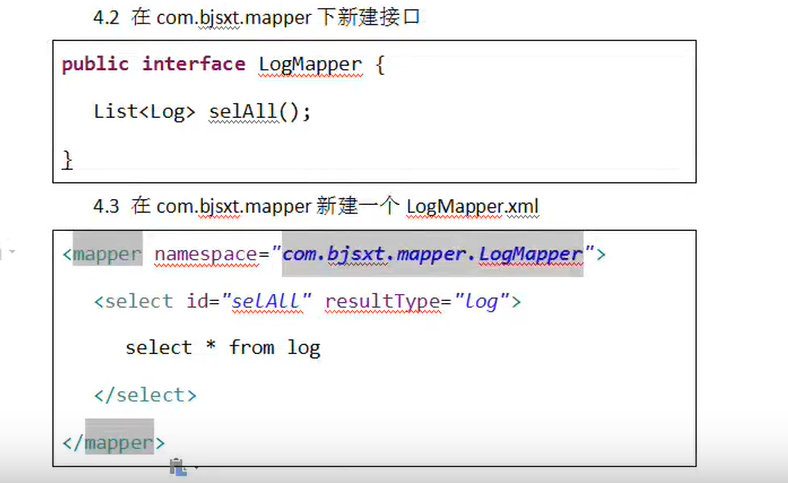 4.2 在 com.bjsxt.mapper 下新建接口
public interface LogMapper {
List<Log> selAll();
}
4.3 在 com.bjsxt.mapper 新建一个 LogMapper.xml
<mapper namespace="com.bjsxt.mapper.LogMapper">
<select id="selAll" resultType="log">
select * from log
</select>
</mapper>